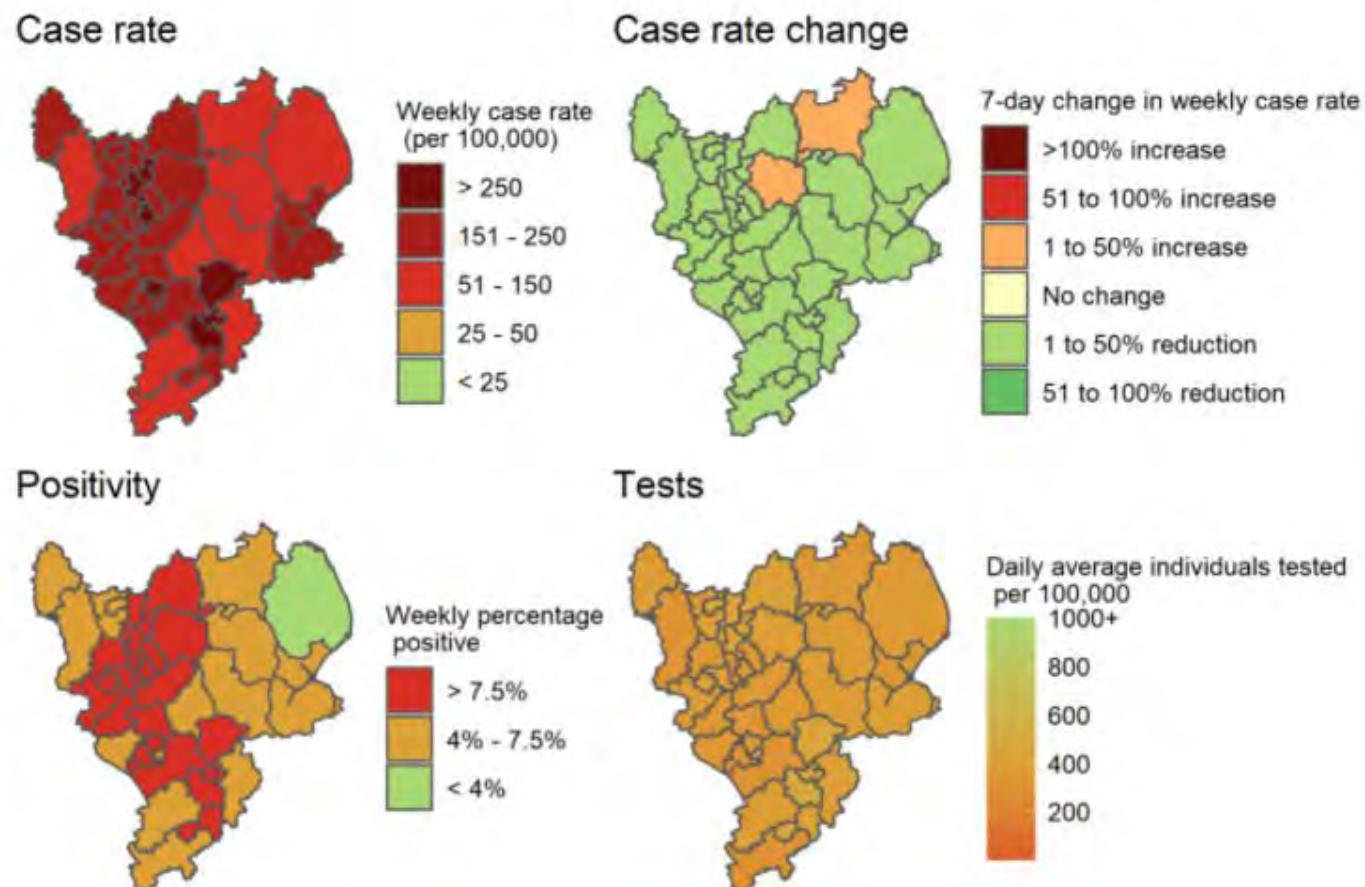 Case rate
Weekly case rate
(per 100,000)
> 250
151 - 250
51 - 150
25 - 50
< 25
Case rate change
7-day change in weekly case rate
>100% increase
51 to 100% increase
1 to 50% increase
No change
1 to 50% reduction
51 to 100% reduction
Positivity
Weekly percentage
positive
> 7.5%
4% - 7.5%
< 4%
Tests
Daily average individuals tested
per 100,000
1000+
800
600
400
200